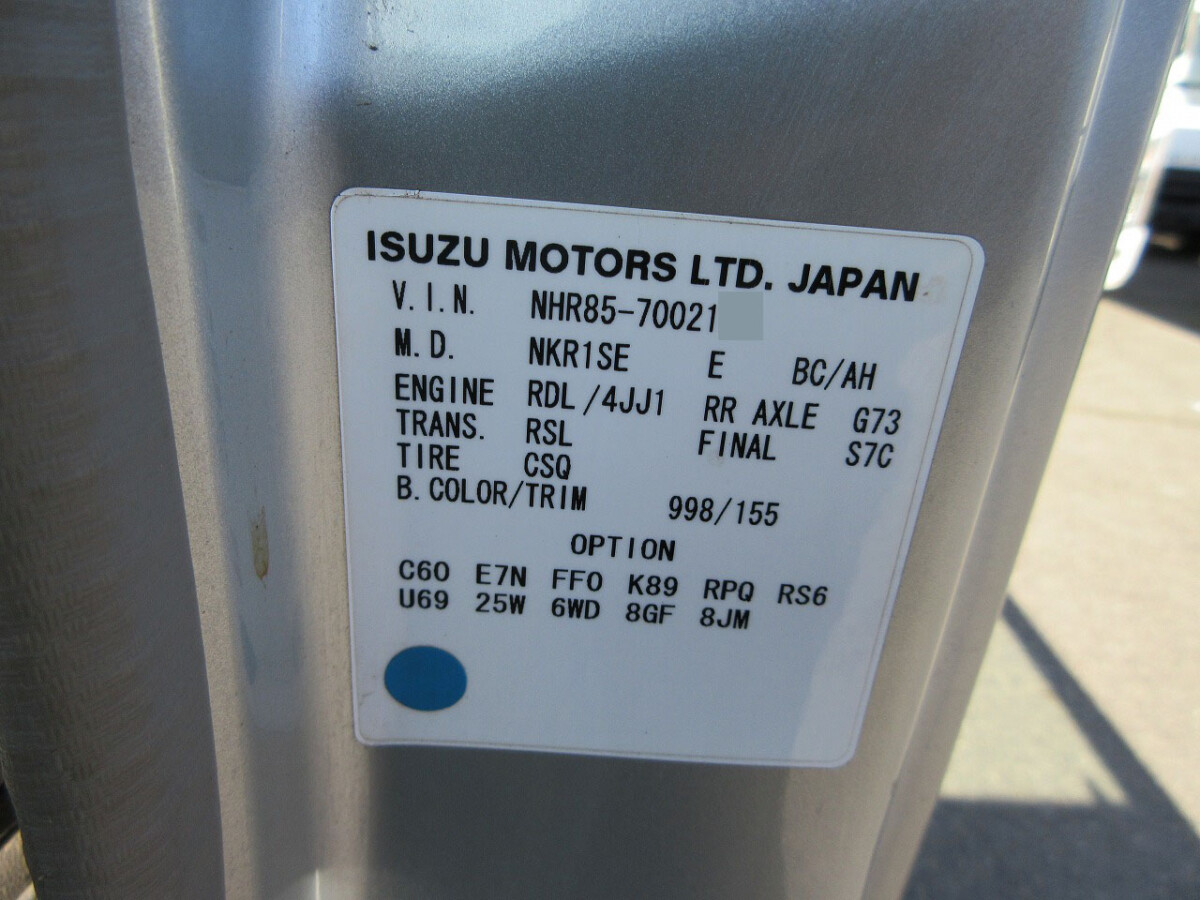 ISUZU MOTORS LTD. JAPAN
V.I.N. NHR85-70021
M.D. NKR1SE E BC/AH
ENGINE RDL/4JJ1 RR AXLE G73
TRANS. RSL FINAL S7C
TIRE CSQ
B.COLOR/TRIM 998/155
OPTION
C60 E7N FF0 K89 RPQ RS6
U69 25W 6WD 8GF 8JM